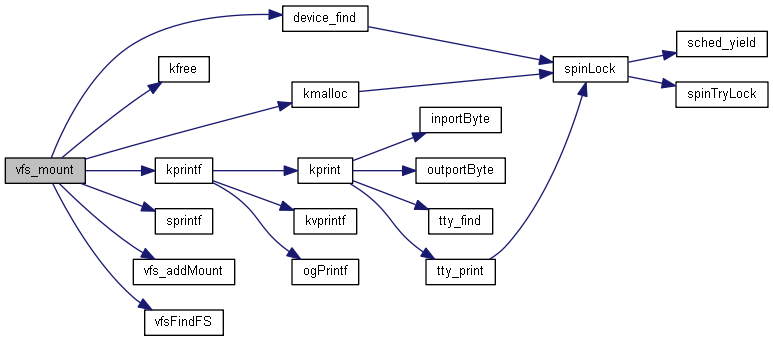 device_find
sched_yield
kfree
spinLock
kmalloc
spinTryLock
inportByte
vfs_mount
kprintf
kprint
outportByte
sprintf
kvprintf
tty_find
vfs_addMount
ogPrintf
tty_print
vfsFindFS